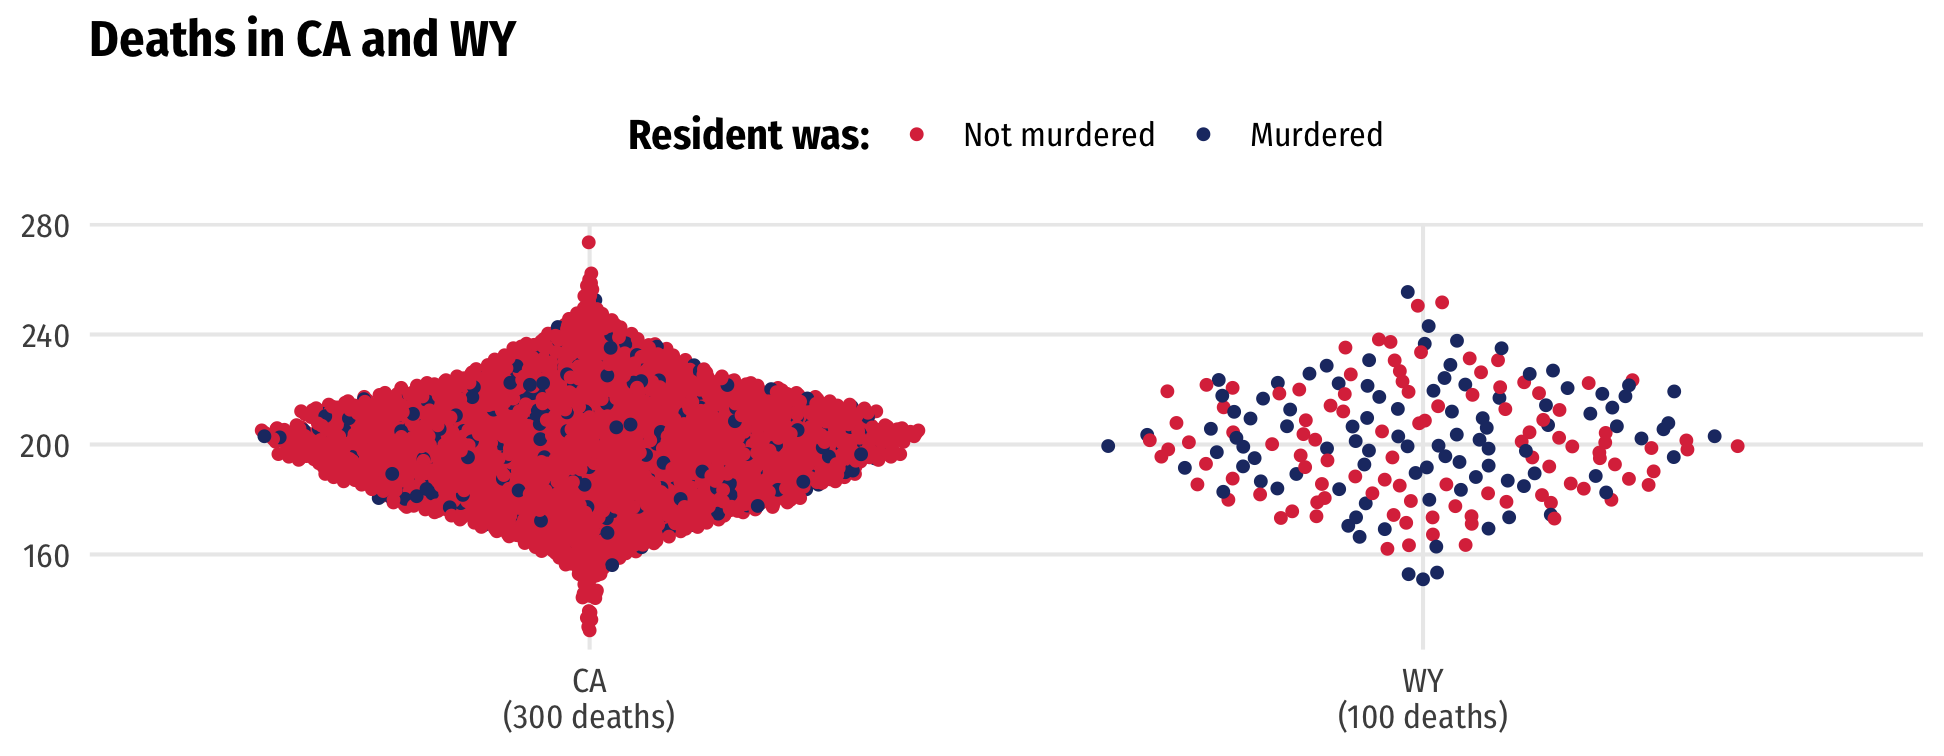 Deaths in CA and WY
Resident was: Not murdered Murdered
280
240
200
160
CA
(300 deaths)
WY
(100 deaths)